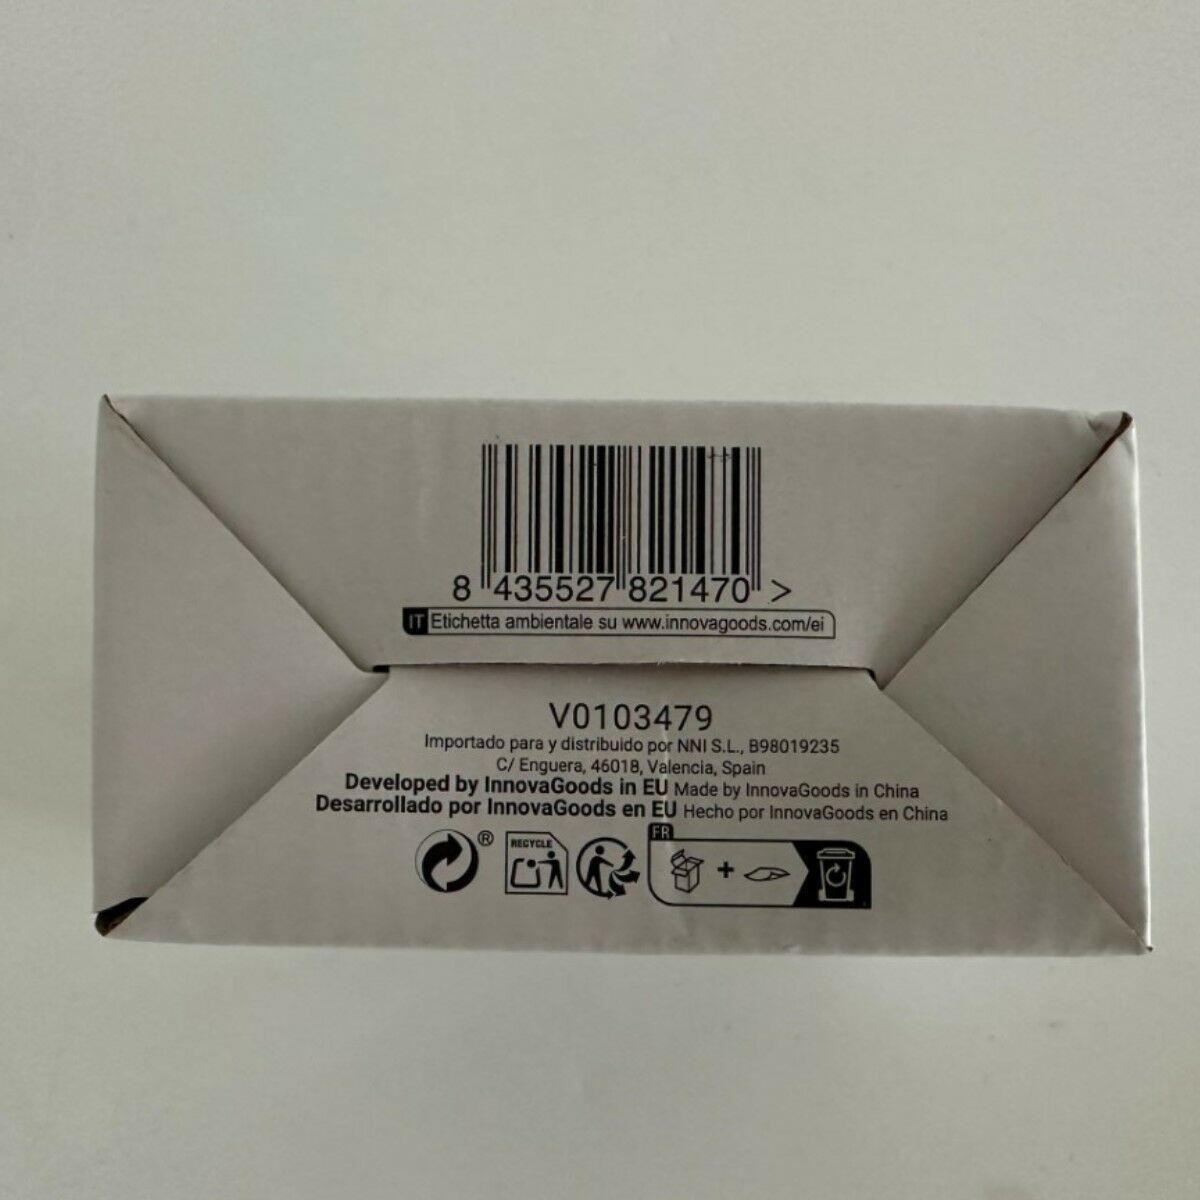 8 435527 821470 >
IT Etichetta ambientale su www.innovagoods.com/ei
V0103479
Importado para y distribuido por NNI S.L., B98019235
C/ Enguera, 46018, Valencia, Spain
Developed by InnovaGoods in EU Made by InnovaGoods in China
Desarrollado por InnovaGoods en EU Hecho por InnovaGoods en China
® RECYCLE FR
+